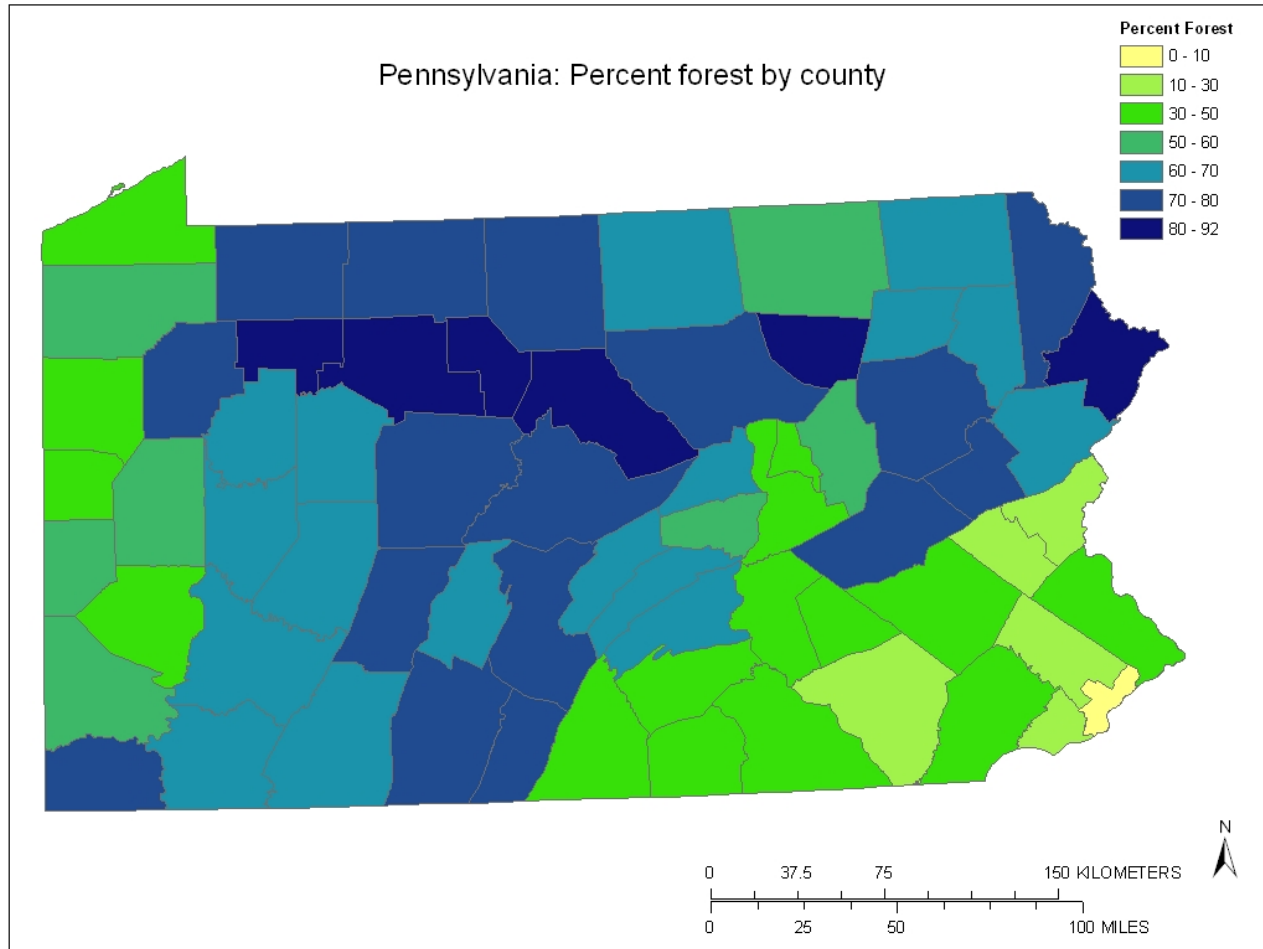 Percent Forest
0 - 10
10 - 30
30 - 50
50 - 60
60 - 70
70 - 80
80 - 92
Pennsylvania: Percent forest by county
N
0 37.5 75 150 KILOMETERS
0 25 50 100 MILES